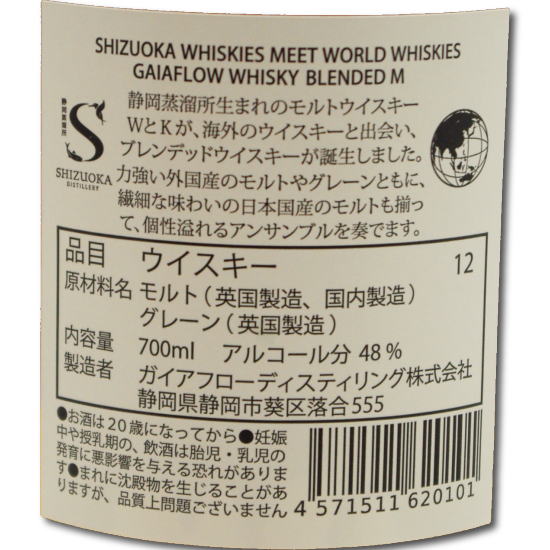 SHIZUOKA WHISKIES MEET WORLD WHISKIES
GAIAFLOW WHISKY BLENDED M
静岡蒸溜所
S
SHIZUOKA
DISTILLERY
静岡蒸溜所生まれのモルトウイスキー
WとKが、海外のウイスキーと出会い、
ブレンデッドウイスキーが誕生しました。
力強い外国産のモルトやグレーンともに、
繊細な味わいの日本国産のモルトも揃っ
て、個性溢れるアンサンブルを奏でます。
品目 ウイスキー 12
原材料名 モルト（英国製造、国内製造）
グレーン（英国製造）
内容量 700ml アルコール分 48%
製造者 ガイアフローディスティリング株式会社
静岡県静岡市葵区落合555
●お酒は20歳になってから●妊娠
中や授乳期の、飲酒は胎児・乳児の
発育に悪影響を与える恐れがありま
す●まれに沈殿物を生じることがあ
りますが、品質上問題ございません
4 571511 620101